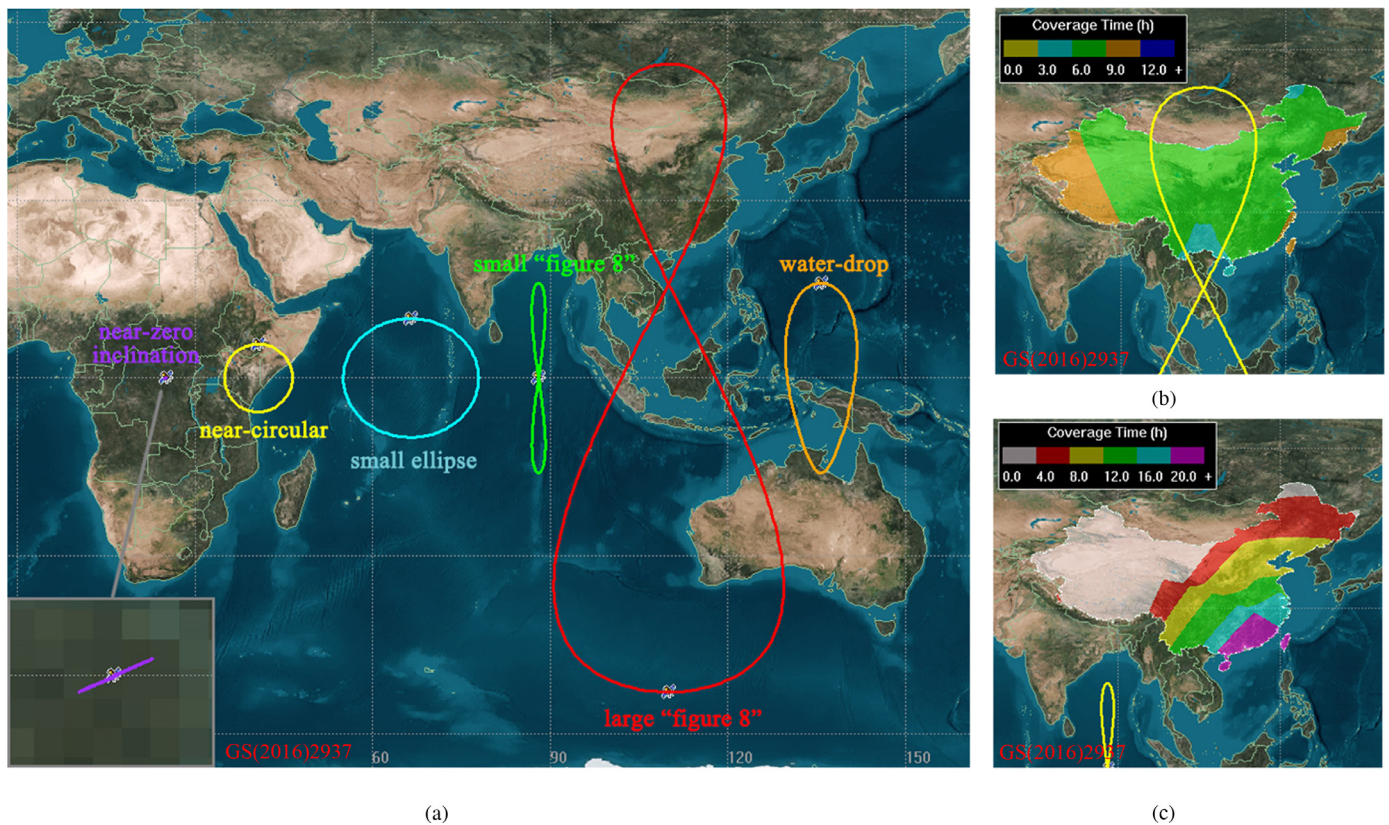 small “figure 8”
water-drop
near-zero
inclination
near-circular
small ellipse
large “figure 8”
GS(2016)2937
60
90
120
150
(a)
Coverage Time (h)
0.0 3.0 6.0 9.0 12.0 +
GS(2016)2937
(b)
Coverage Time (h)
0.0 4.0 8.0 12.0 16.0 20.0 +
GS(2016)2937
(c)